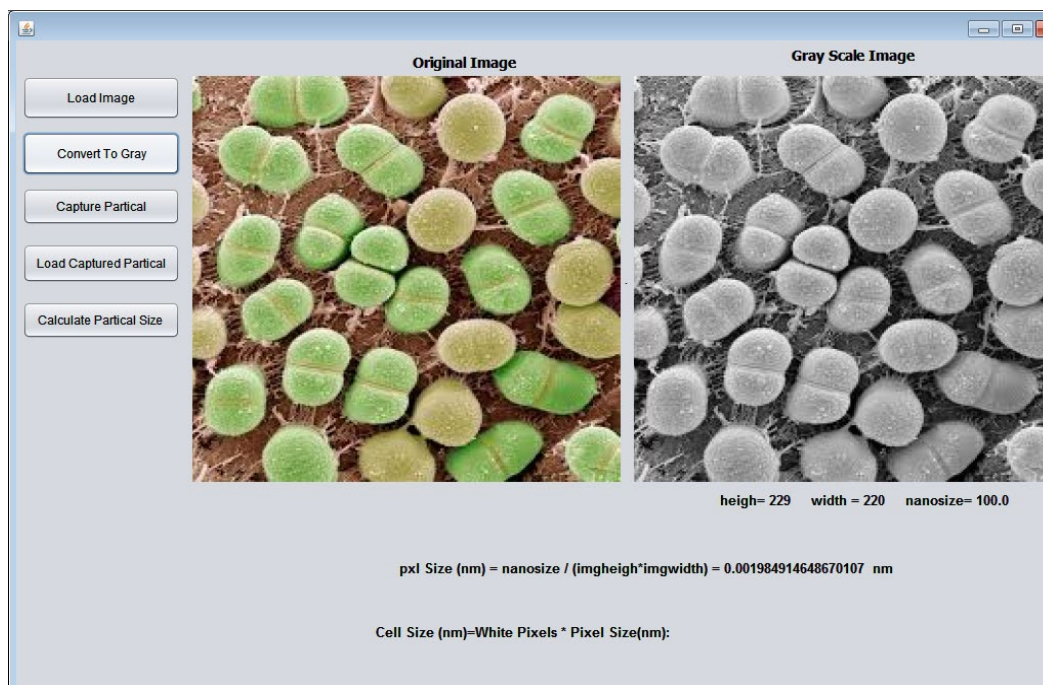 Original Image
Gray Scale Image
Load Image
Convert To Gray
Capture Partical
Load Captured Partical
Calculate Partical Size
heigh= 229 width = 220 nanosize= 100.0
pxl Size (nm) = nanosize / (imgheigh*imgwidth) = 0.001984914648670107 nm
Cell Size (nm)=White Pixels * Pixel Size(nm):